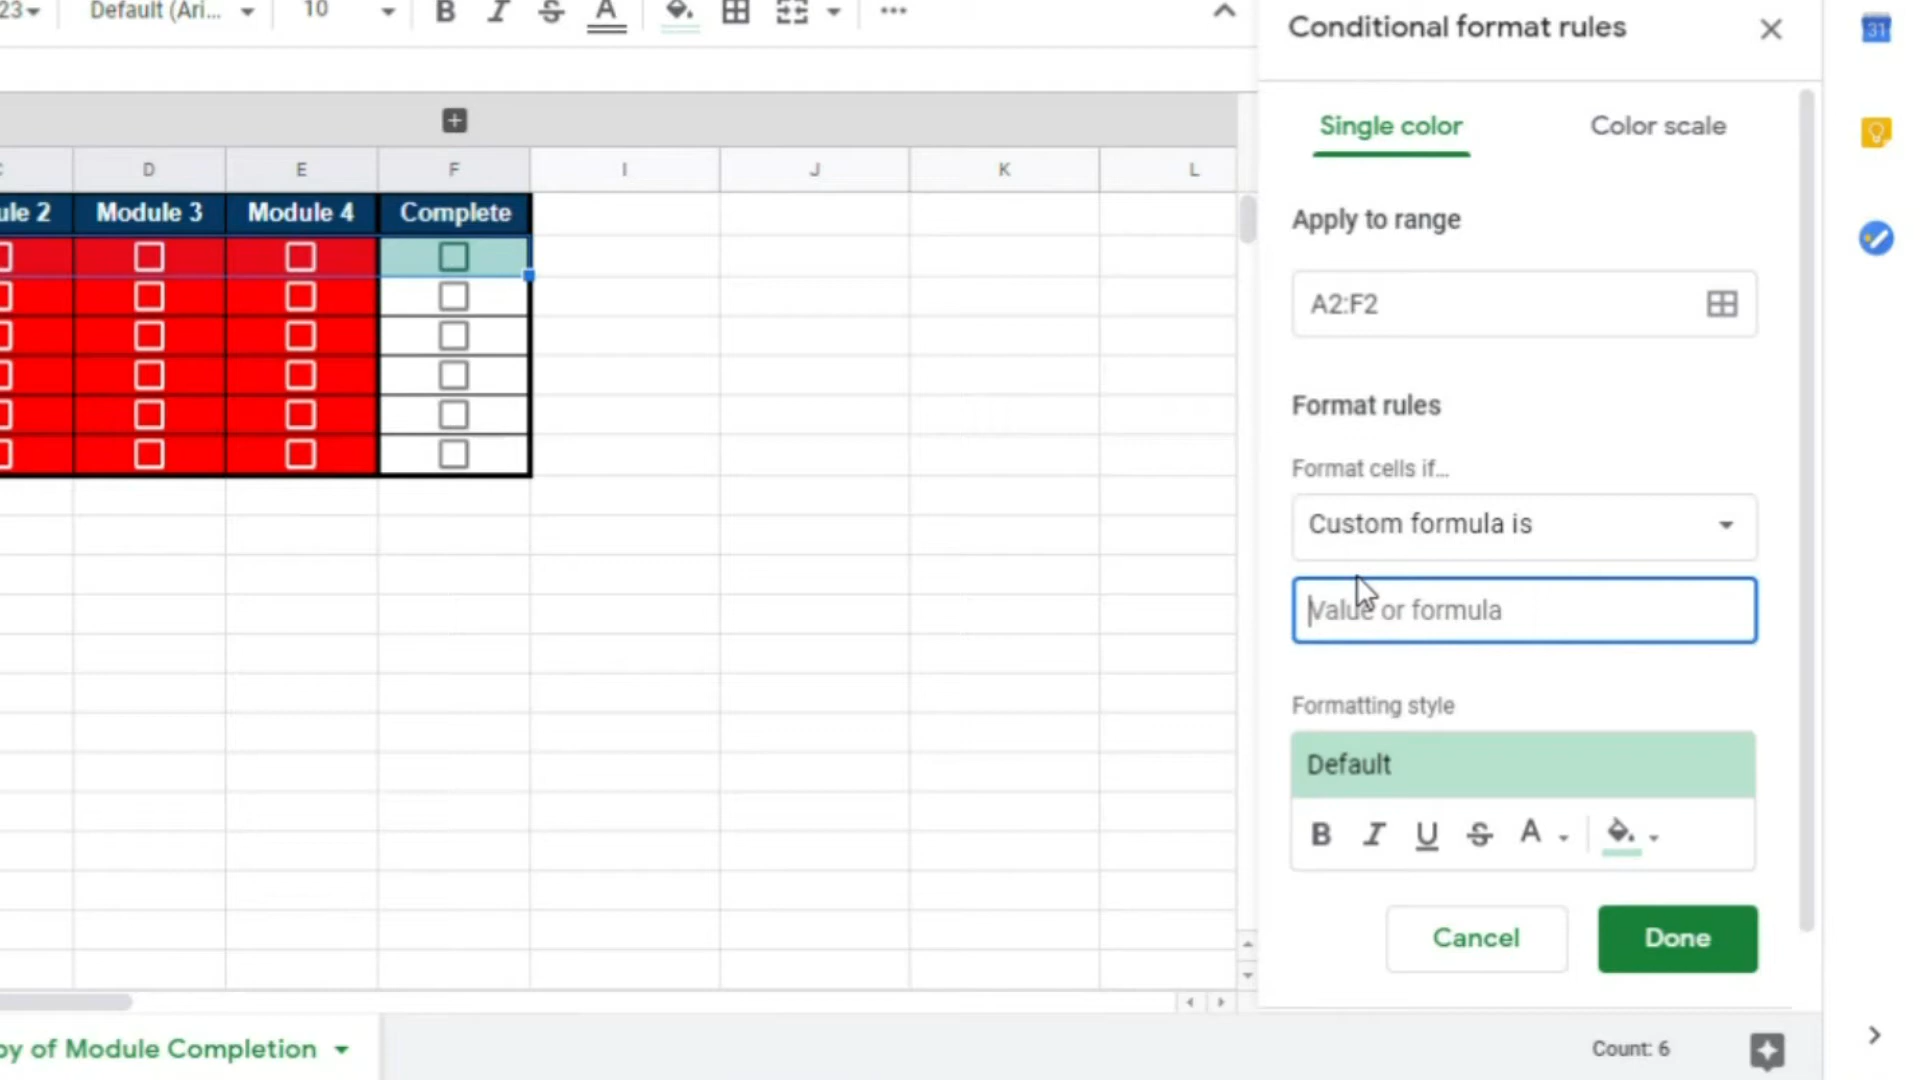 23 Default (Ari... 10 B I S A
C D E F I J K L
ule 2 Module 3 Module 4 Complete
Conditional format rules
Single color Color scale
Apply to range
A2:F2
Format rules
Format cells if...
Custom formula is
Value or formula
Formatting style
Default
B I U S A
Cancel Done
py of Module Completion
Count: 6
31